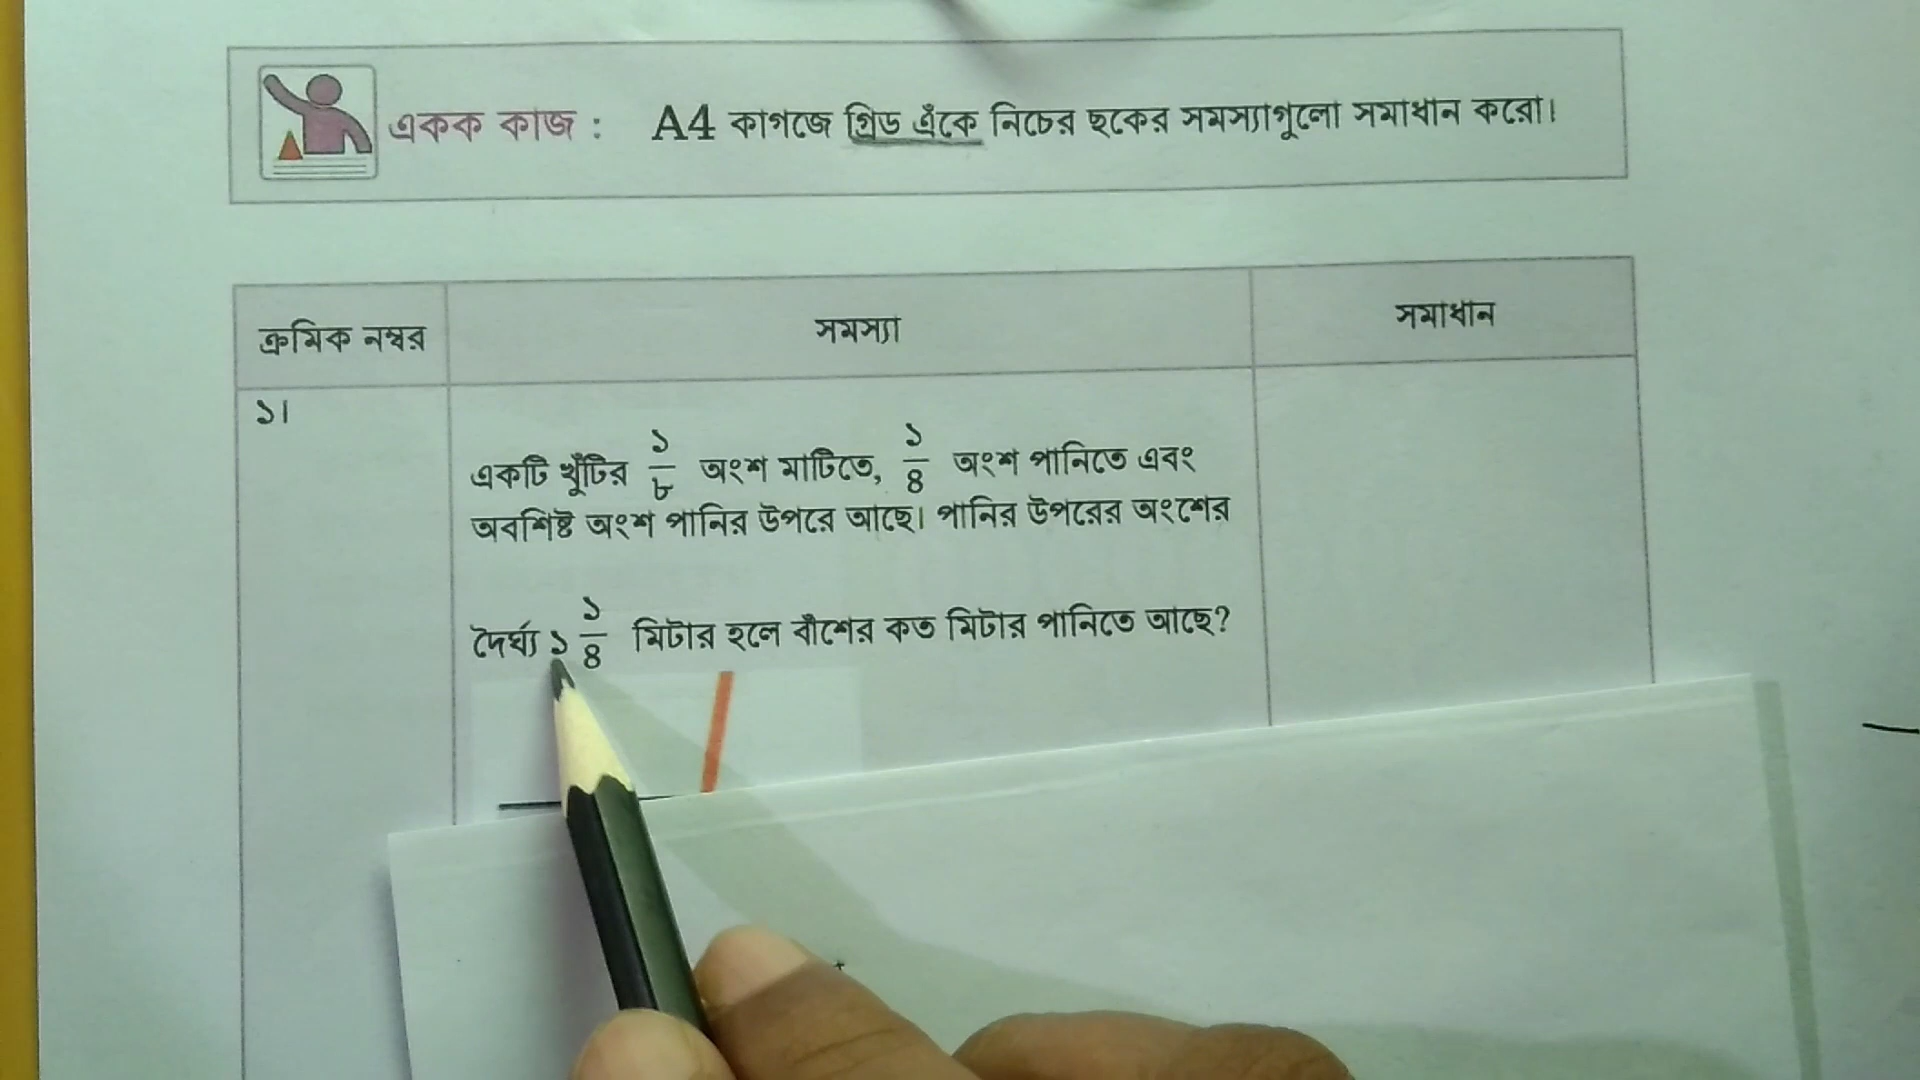 একক কাজ : A4 কাগজে গ্রিড এঁকে নিচের ছকের সমস্যাগুলো সমাধান করো।
ক্রমিক নম্বর সমস্যা সমাধান
১।
একটি খুঁটির ১/৮ অংশ মাটিতে, ১/৪ অংশ পানিতে এবং
অবশিষ্ট অংশ পানির উপরে আছে। পানির উপরের অংশের
দৈর্ঘ্য ১ ১/৪ মিটার হলে বাঁশের কত মিটার পানিতে আছে?